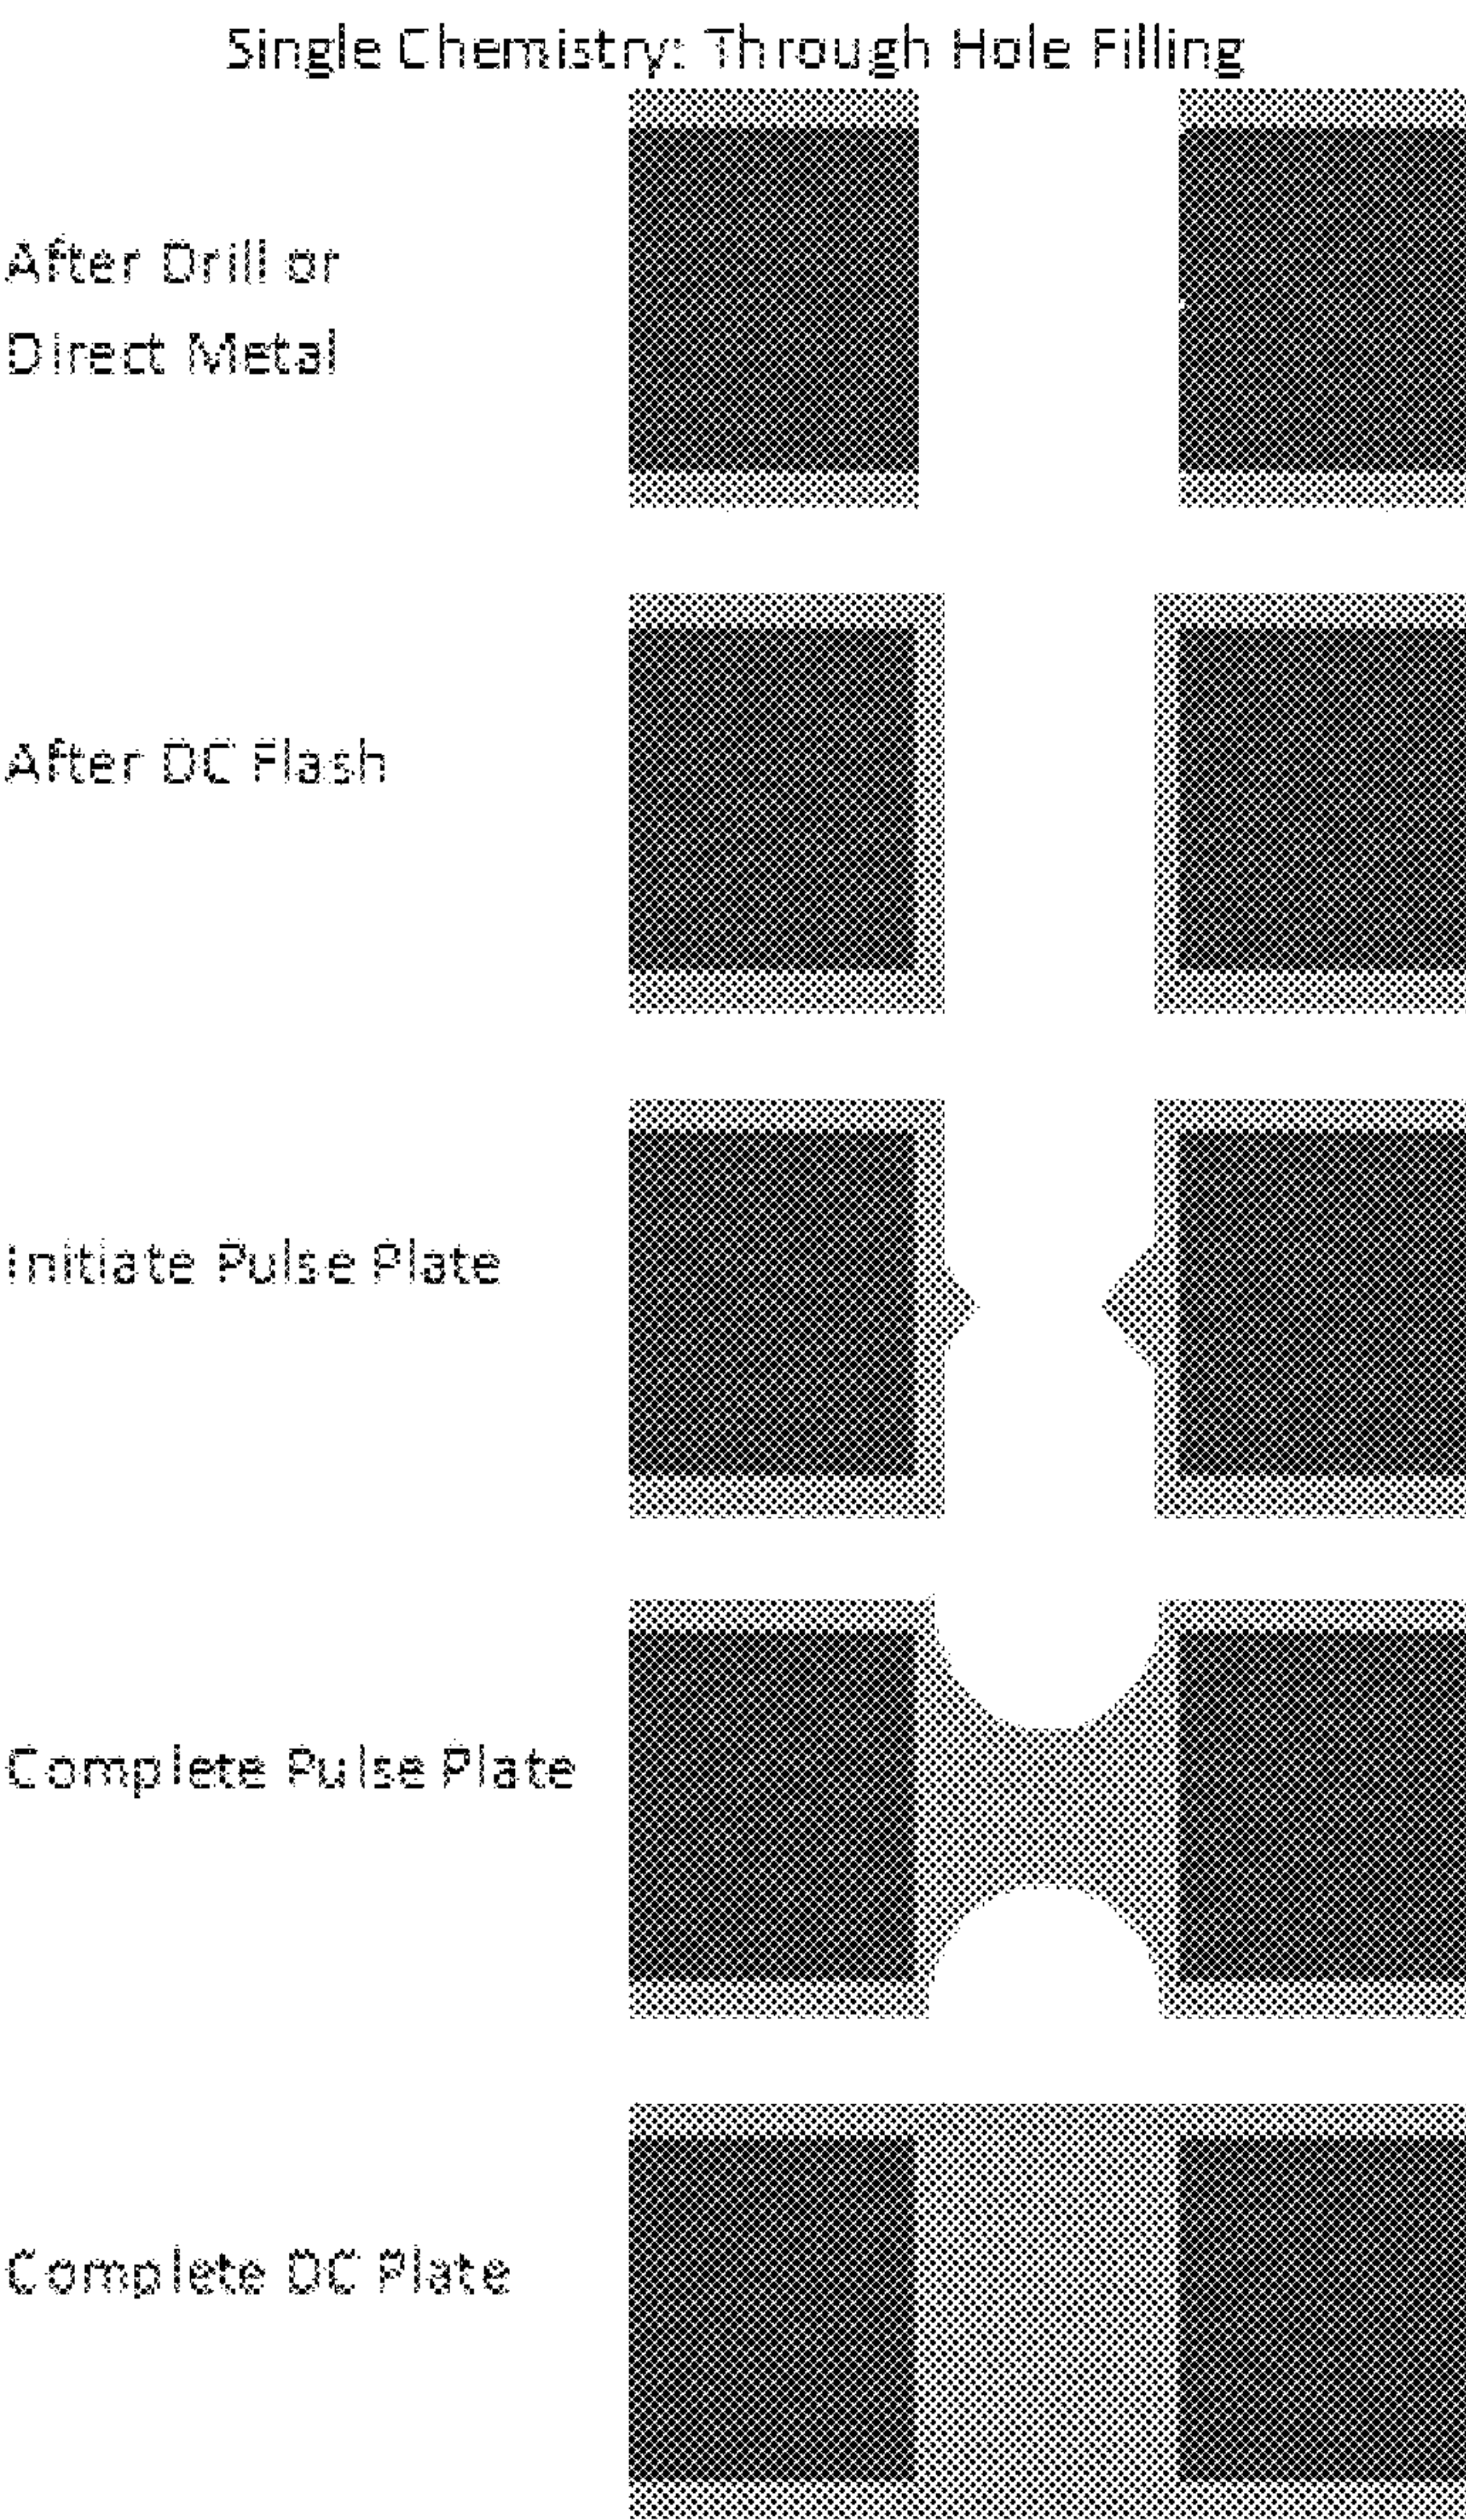 Single Chemistry: Through Hole Filling
After Drill or
Direct Metal
After DC Flash
Initiate Pulse Plate
Complete Pulse Plate
Complete DC Plate